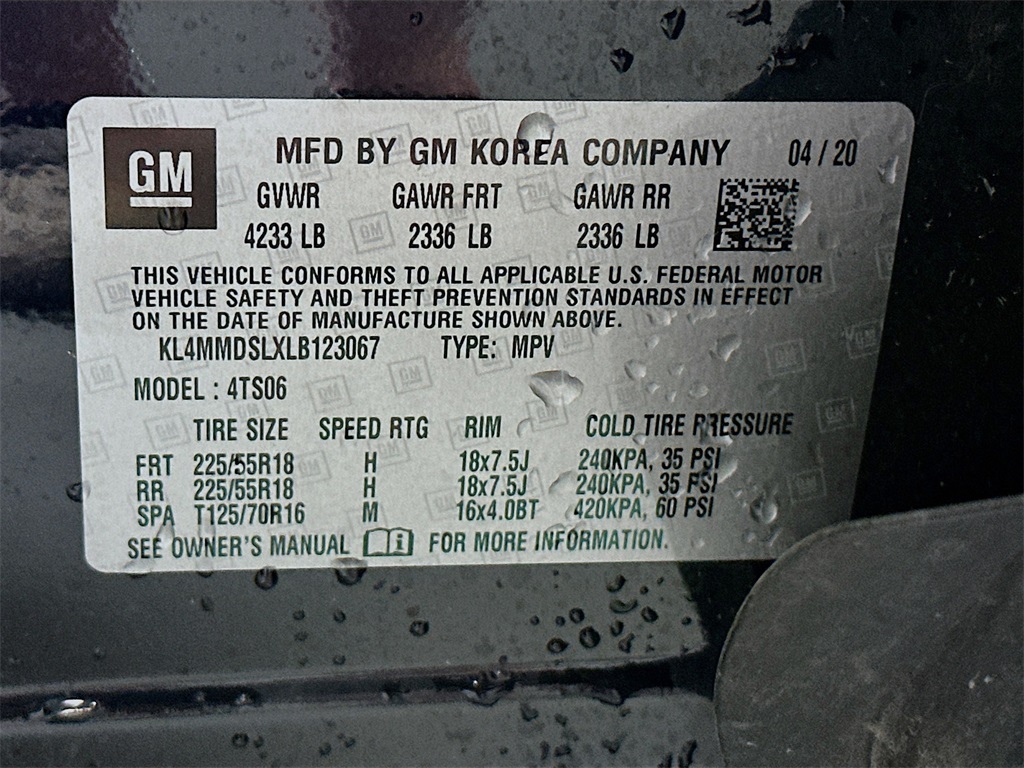 GM
MFD BY GM KOREA COMPANY 04/20
GVWR GAWR FRT GAWR RR
4233 LB 2336 LB 2336 LB
THIS VEHICLE CONFORMS TO ALL APPLICABLE U.S. FEDERAL MOTOR
VEHICLE SAFETY AND THEFT PREVENTION STANDARDS IN EFFECT
ON THE DATE OF MANUFACTURE SHOWN ABOVE.
KL4MMDSLXLB123067 TYPE: MPV
MODEL : 4TS06
TIRE SIZE SPEED RTG RIM COLD TIRE PRESSURE
FRT 225/55R18 H 18x7.5J 240KPA, 35 PSI
RR 225/55R18 H 18x7.5J 240KPA, 35 PSI
SPA T125/70R16 M 16x4.0BT 420KPA, 60 PSI
SEE OWNER'S MANUAL FOR MORE INFORMATION.